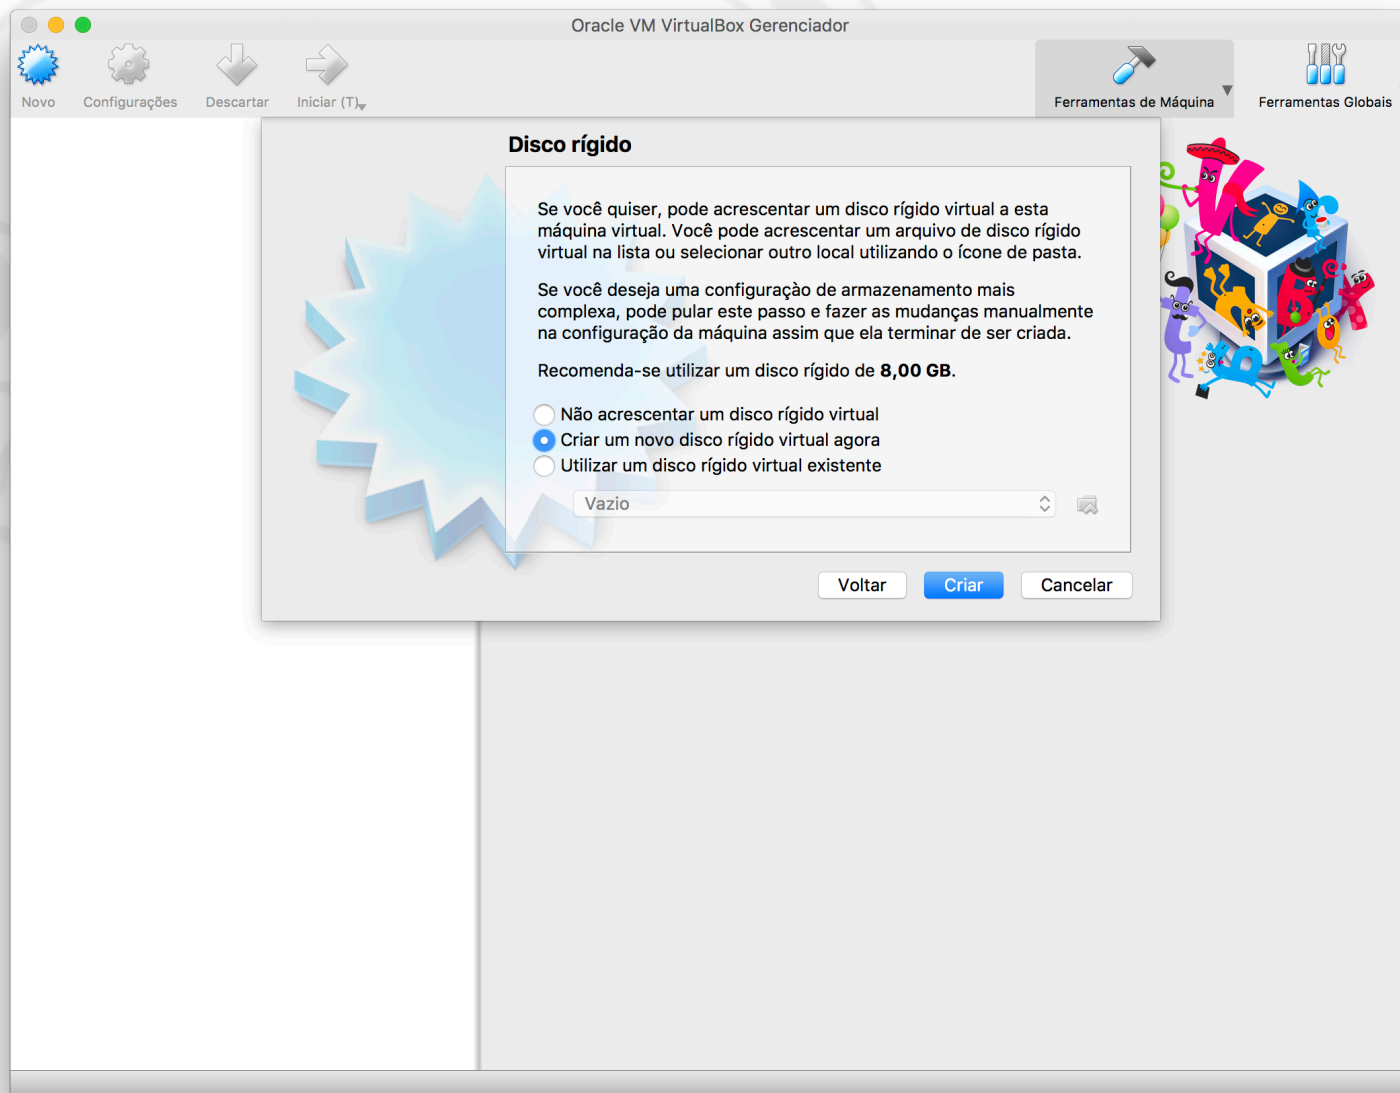 Oracle VM VirtualBox Gerenciador
Novo
Configurações
Descartar
Iniciar (T)
Ferramentas de Máquina
Ferramentas Globais
Disco rígido
Se você quiser, pode acrescentar um disco rígido virtual a esta
máquina virtual. Você pode acrescentar um arquivo de disco rígido
virtual na lista ou selecionar outro local utilizando o ícone de pasta.
Se você deseja uma configuraçào de armazenamento mais
complexa, pode pular este passo e fazer as mudanças manualmente
na configuração da máquina assim que ela terminar de ser criada.
Recomenda-se utilizar um disco rígido de 8,00 GB.
Não acrescentar um disco rígido virtual
Criar um novo disco rígido virtual agora
Utilizar um disco rígido virtual existente
Vazio
Voltar
Criar
Cancelar